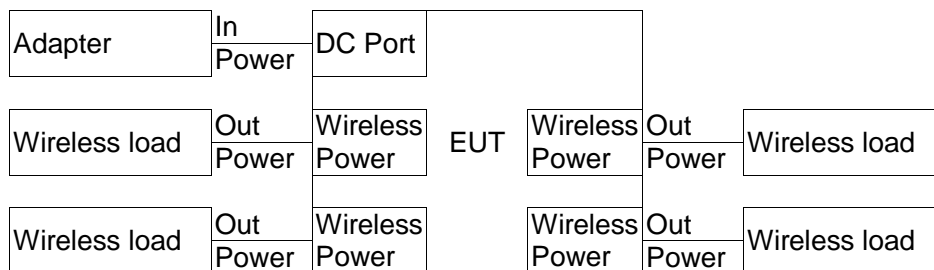 Adapter
In
Power
DC Port
Wireless load
Out
Power
Wireless
Power
EUT
Wireless
Power
Out
Power
Wireless load
Wireless load
Out
Power
Wireless
Power
Wireless
Power
Out
Power
Wireless load